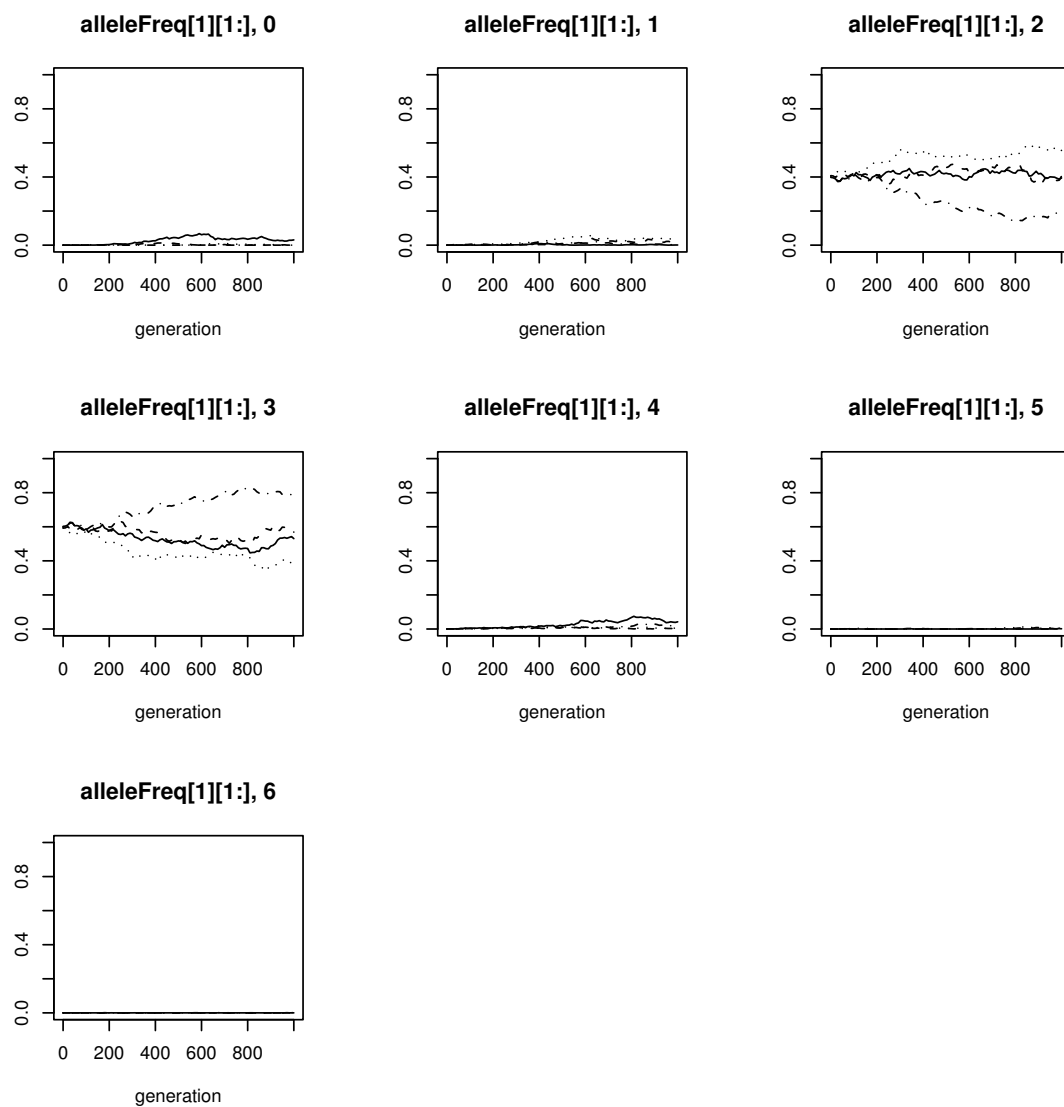 alleleFreq[1][1:], 0
alleleFreq[1][1:], 1
alleleFreq[1][1:], 2
0.8
0.4
0.0
0 200 400 600 800
generation
0.8
0.4
0.0
0 200 400 600 800
generation
0.8
0.4
0.0
0 200 400 600 800
generation
alleleFreq[1][1:], 3
alleleFreq[1][1:], 4
alleleFreq[1][1:], 5
0.8
0.4
0.0
0 200 400 600 800
generation
0.8
0.4
0.0
0 200 400 600 800
generation
0.8
0.4
0.0
0 200 400 600 800
generation
alleleFreq[1][1:], 6
0.8
0.4
0.0
0 200 400 600 800
generation